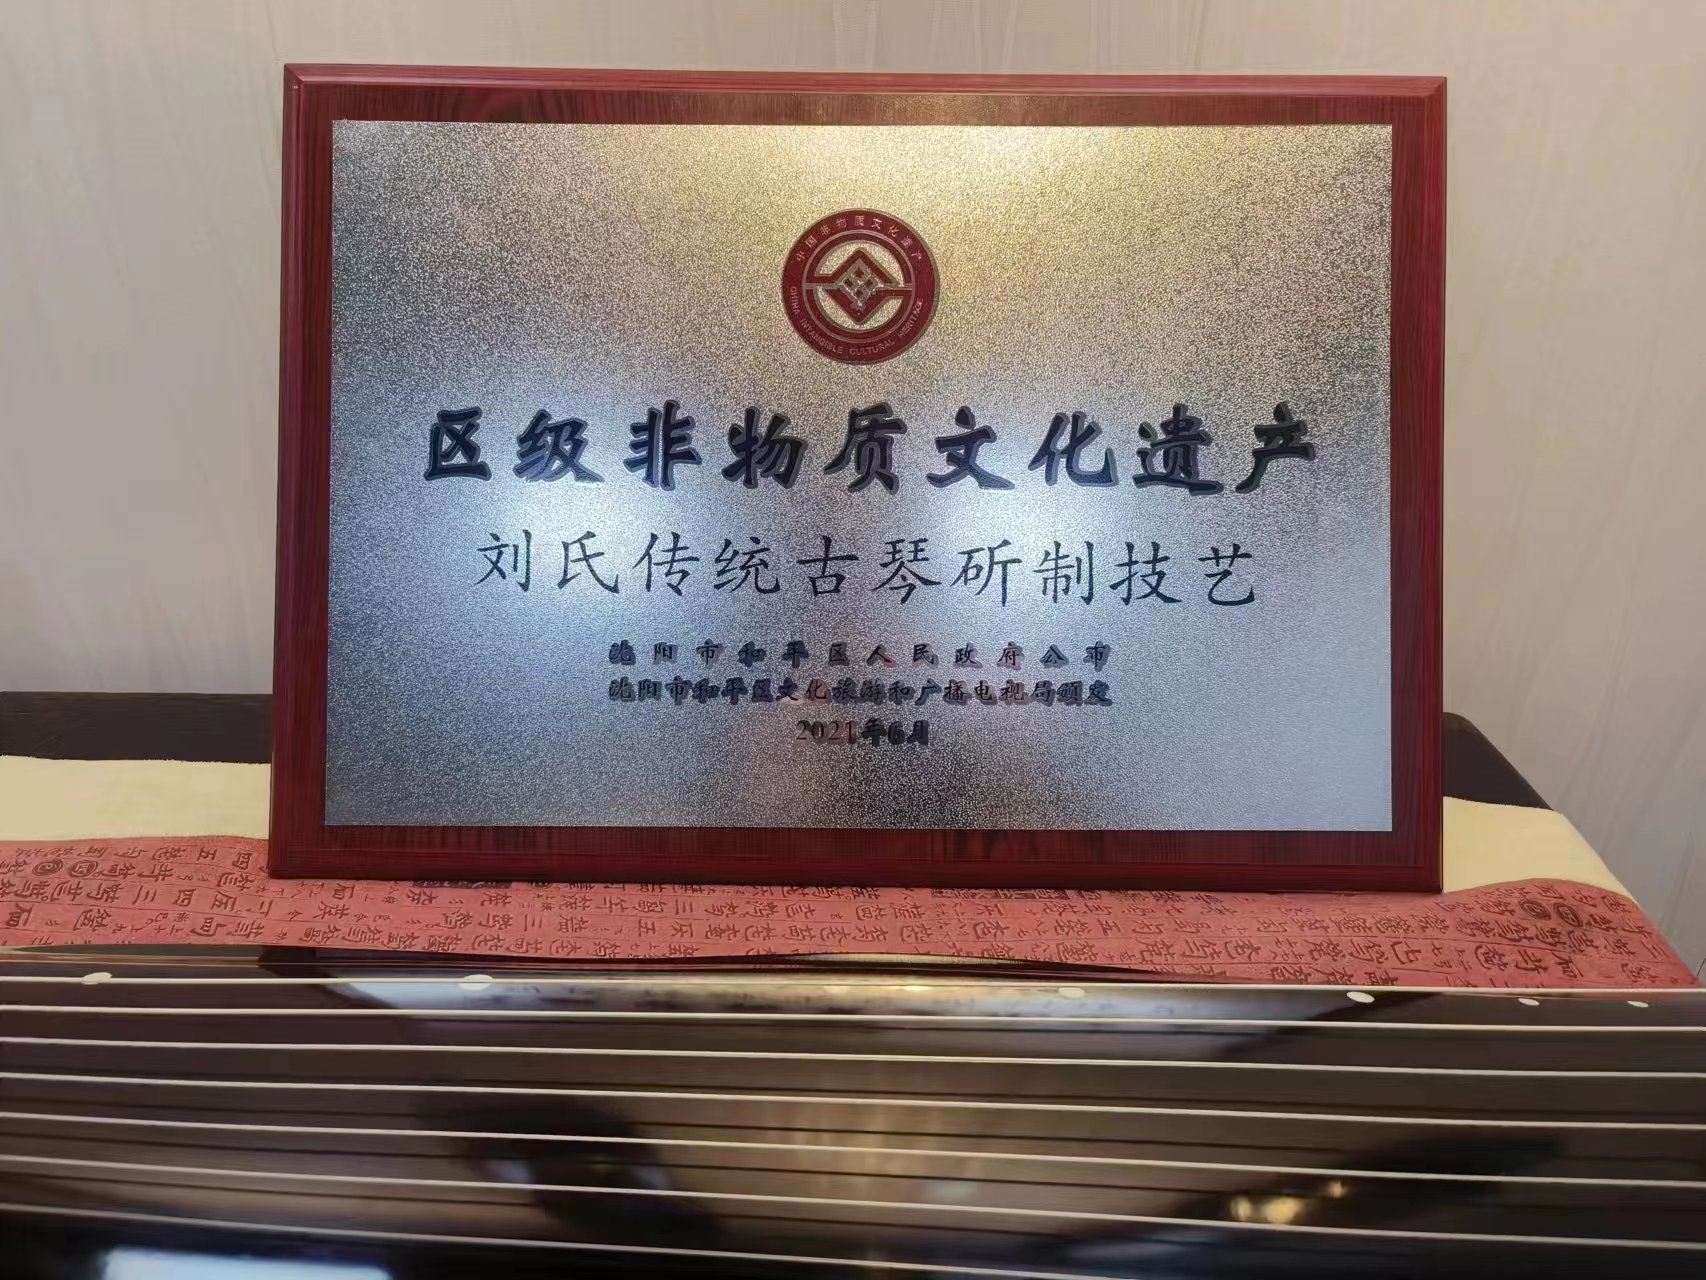 中国非物质文化遗产
CHINA INTANGIBLE CULTURAL HERITAGE
区级非物质文化遗产
刘氏传统古琴斫制技艺
沈阳市和平区人民政府公布
沈阳市和平区文化旅游和广播电视局颁发
2021年6月